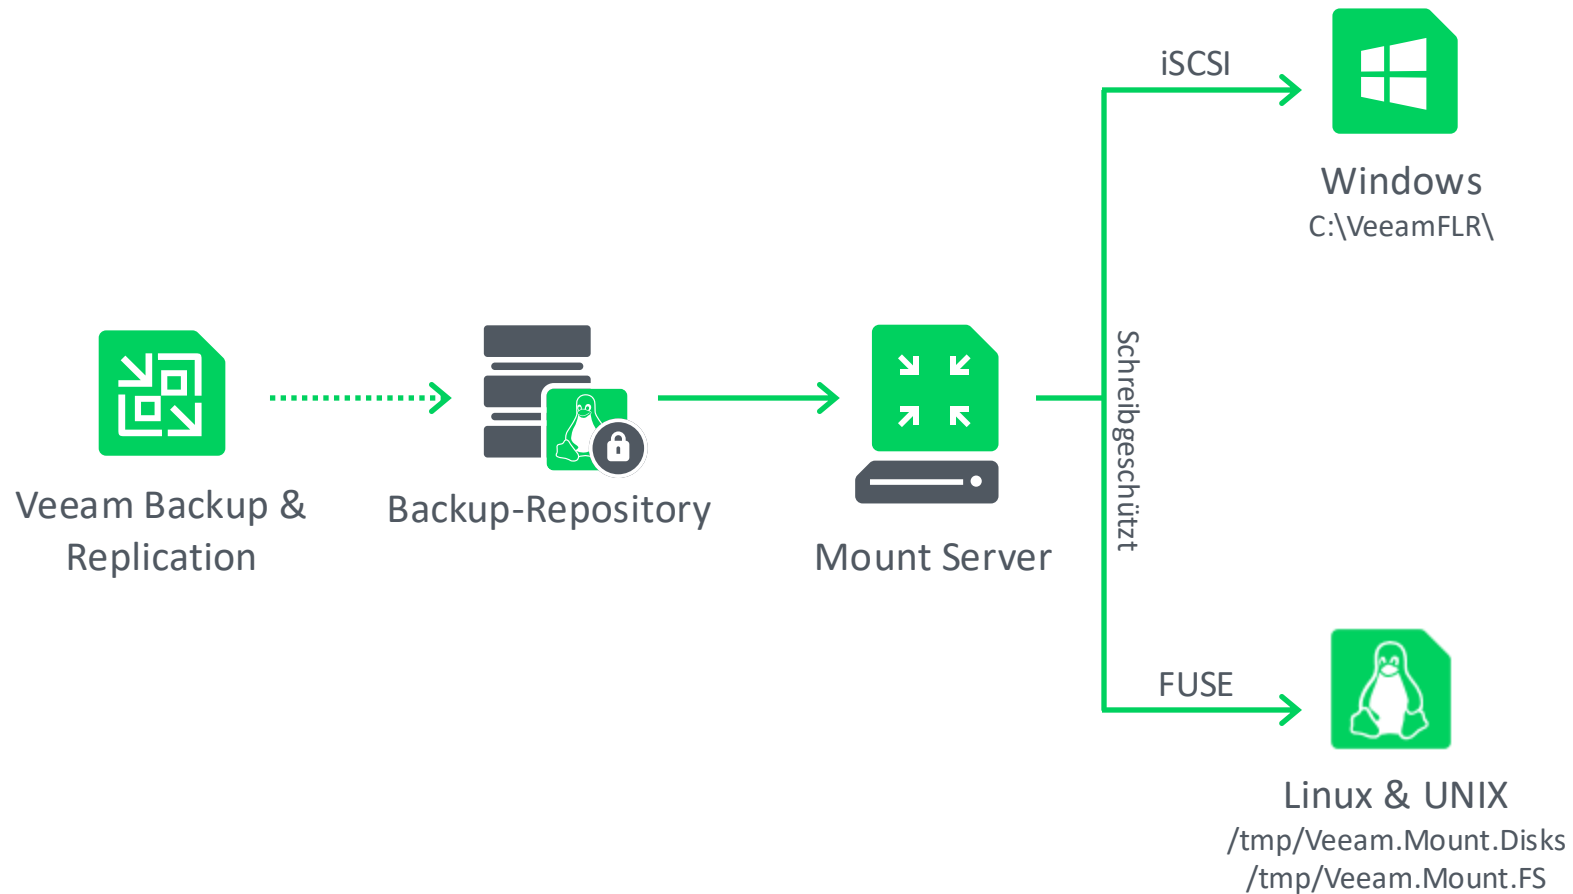 iSCSI
Windows
C:\VeeamFLR\
Schreibgeschützt
Veeam Backup &
Replication
Backup-Repository
Mount Server
FUSE
Linux & UNIX
/tmp/Veeam.Mount.Disks
/tmp/Veeam.Mount.FS